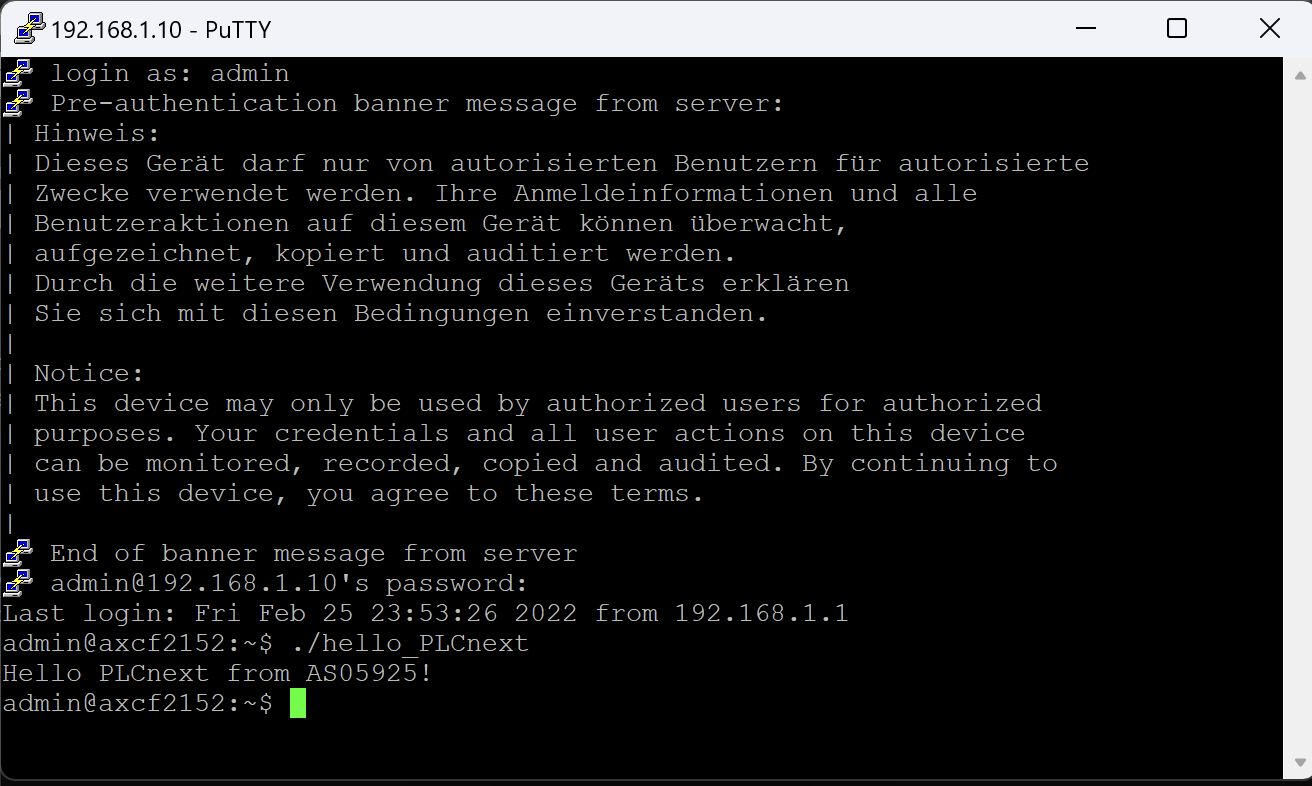 192.168.1.10 - PuTTY
login as: admin
Pre-authentication banner message from server:
| Hinweis:
| Dieses Gerät darf nur von autorisierten Benutzern für autorisierte
| Zwecke verwendet werden. Ihre Anmeldeinformationen und alle
| Benutzeraktionen auf diesem Gerät können überwacht,
| aufgezeichnet, kopiert und auditiert werden.
| Durch die weitere Verwendung dieses Geräts erklären
| Sie sich mit diesen Bedingungen einverstanden.
|
| Notice:
| This device may only be used by authorized users for authorized
| purposes. Your credentials and all user actions on this device
| can be monitored, recorded, copied and audited. By continuing to
| use this device, you agree to these terms.
|
End of banner message from server
admin@192.168.1.10's password:
Last login: Fri Feb 25 23:53:26 2022 from 192.168.1.1
admin@axcf2152:~$ ./hello_PLCnext
Hello PLCnext from AS05925!
admin@axcf2152:~$